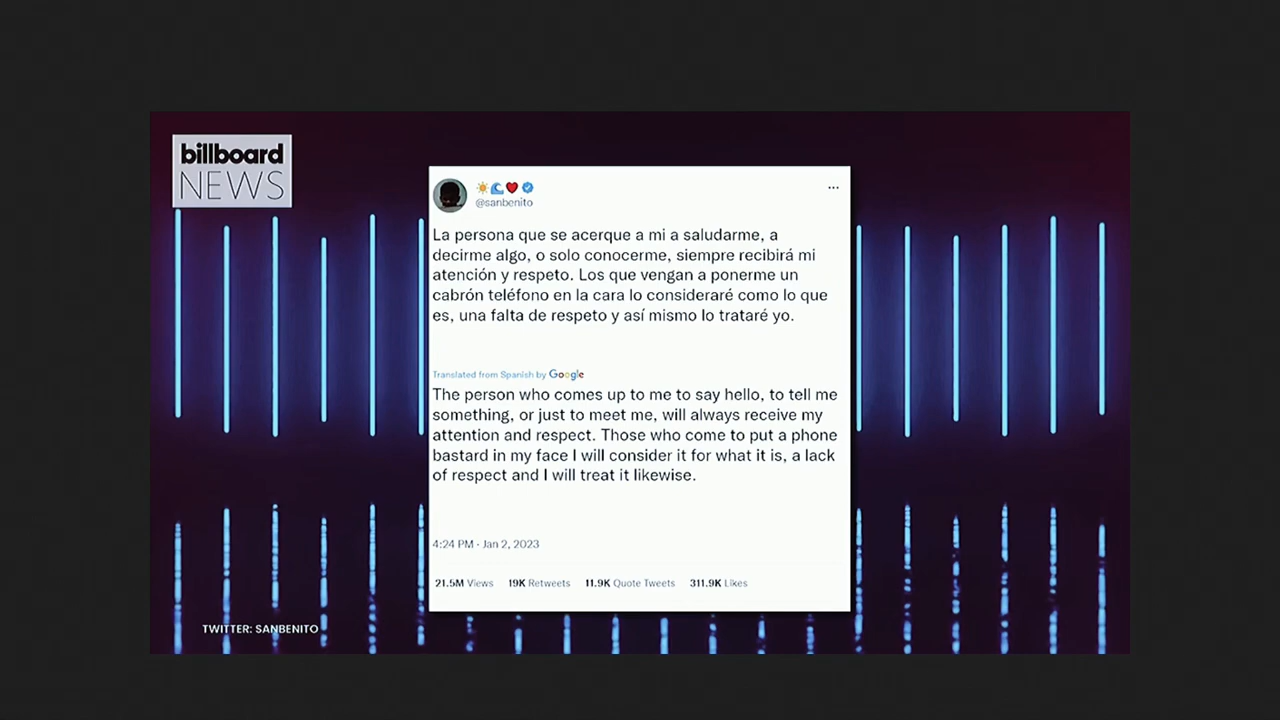 billboard
NEWS
@sanbenito
La persona que se acerque a mi a saludarme, a
decirme algo, o solo conocerme, siempre recibirá mi
atención y respeto. Los que vengan a ponerme un
cabrón teléfono en la cara lo consideraré como lo que
es, una falta de respeto y así mismo lo trataré yo.
Translated from Spanish by Google
The person who comes up to me to say hello, to tell me
something, or just to meet me, will always receive my
attention and respect. Those who come to put a phone
bastard in my face I will consider it for what it is, a lack
of respect and I will treat it likewise.
4:24 PM · Jan 2, 2023
21.5M Views 19K Retweets 11.9K Quote Tweets 311.9K Likes
TWITTER: SANBENITO